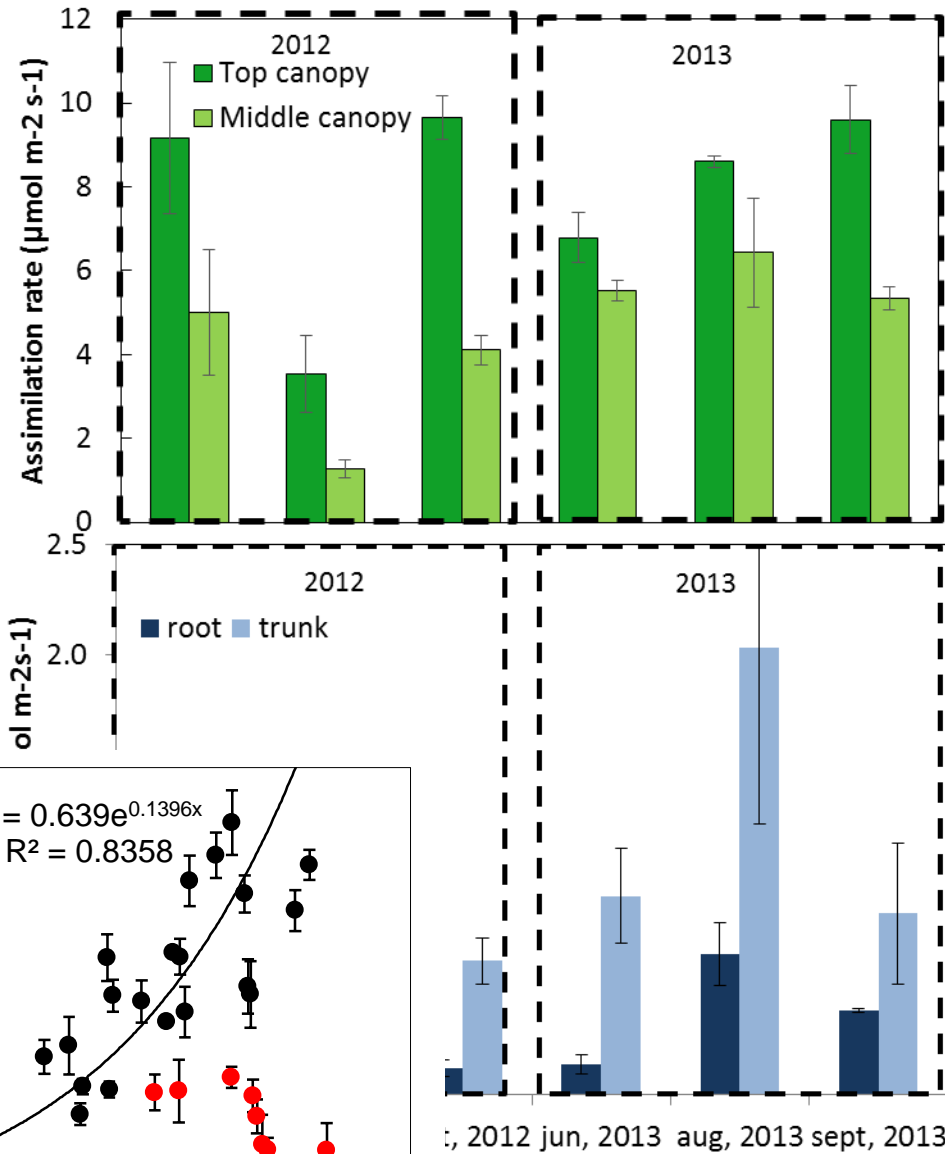 12
2012
2013
Top canopy
10
Middle canopy
8
6
4
2
0
Assimilation rate (µmol m-2 s-1)
2.5
2012
2013
root trunk
2.0
ol m-2s-1)
= 0.639e^0.1396x
R² = 0.8358
t, 2012 jun, 2013 aug, 2013 sept, 2013